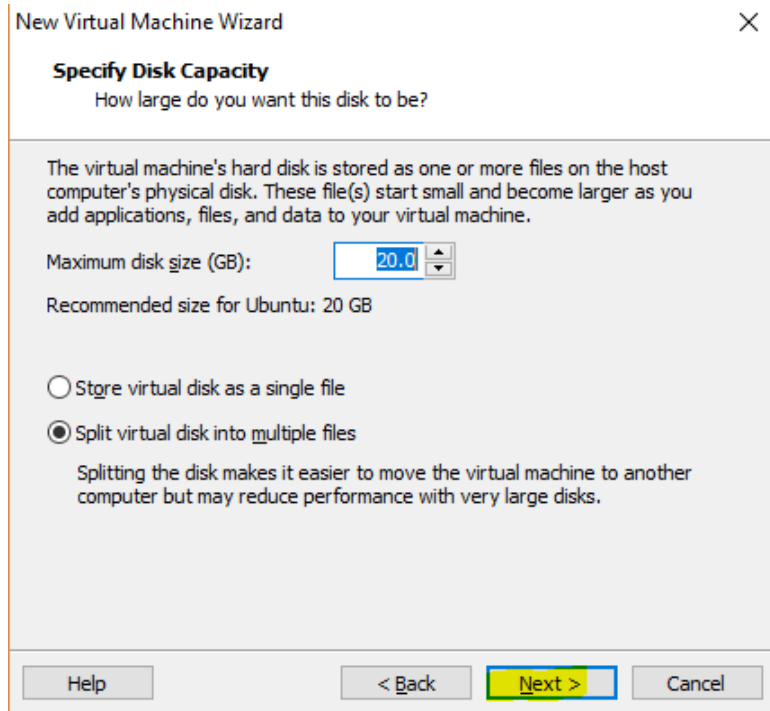 New Virtual Machine Wizard
Specify Disk Capacity
How large do you want this disk to be?
The virtual machine's hard disk is stored as one or more files on the host
computer's physical disk. These file(s) start small and become larger as you
add applications, files, and data to your virtual machine.
Maximum disk size (GB): 20.0
Recommended size for Ubuntu: 20 GB
Store virtual disk as a single file
Split virtual disk into multiple files
Splitting the disk makes it easier to move the virtual machine to another
computer but may reduce performance with very large disks.
Help < Back Next > Cancel